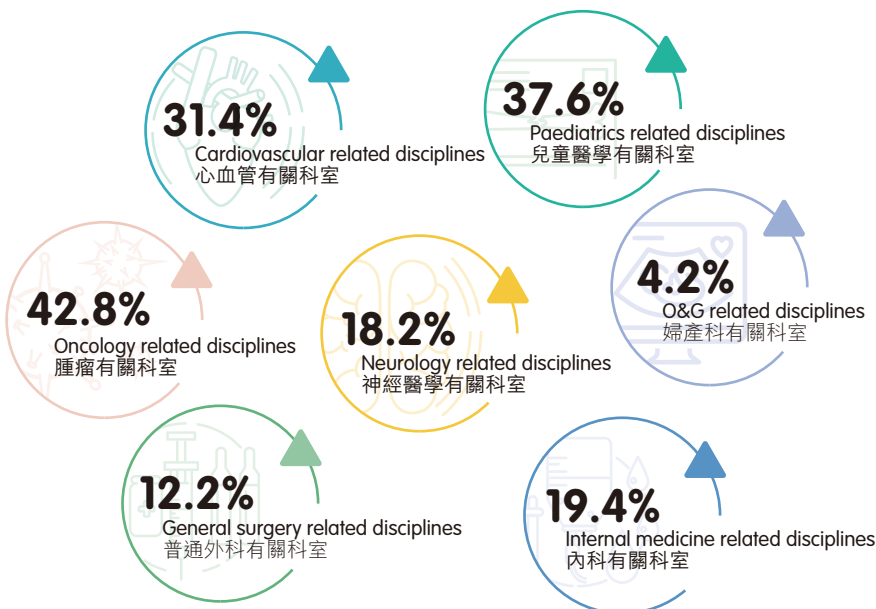 31.4%
Cardiovascular related disciplines
心血管有關科室
37.6%
Paediatrics related disciplines
兒童醫學有關科室
42.8%
Oncology related disciplines
腫瘤有關科室
18.2%
Neurology related disciplines
神經醫學有關科室
4.2%
O&G related disciplines
婦產科有關科室
12.2%
General surgery related disciplines
普通外科有關科室
19.4%
Internal medicine related disciplines
內科有關科室